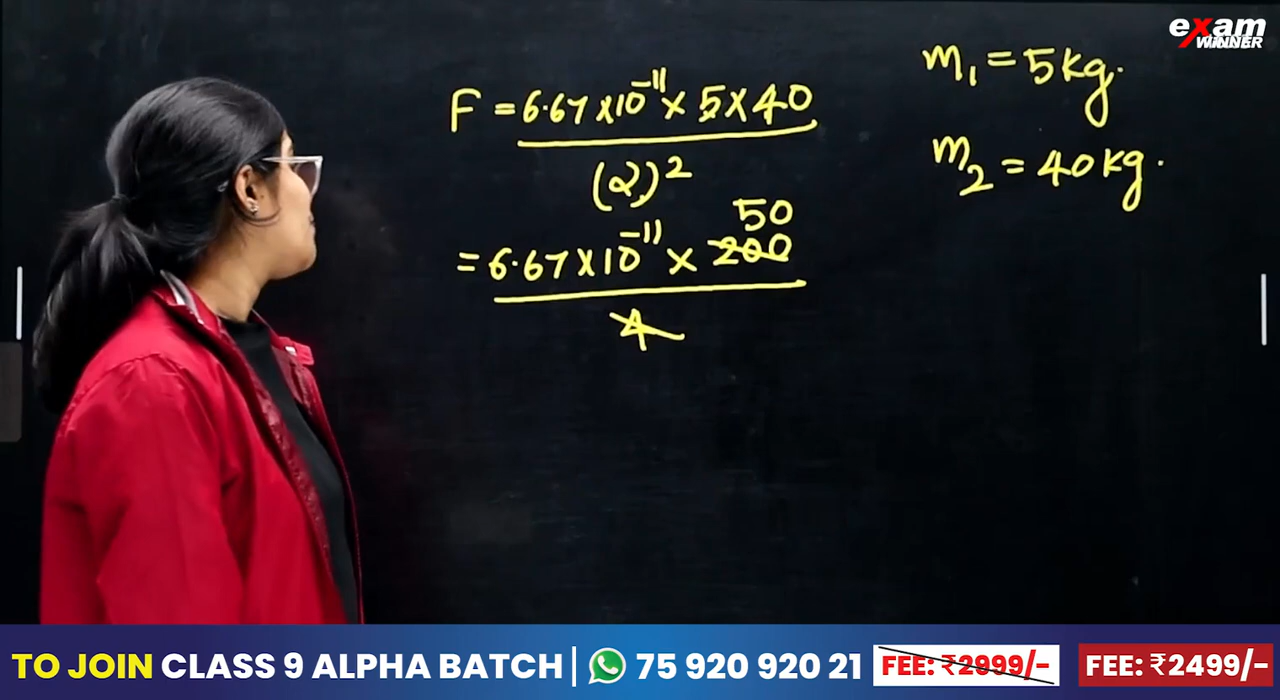 exam
WINNER
m₁ = 5kg.
F = 6.67×10⁻¹¹ × 5×40
(2)²
m₂ = 40kg.
50
= 6.67×10⁻¹¹ × 200
4
TO JOIN CLASS 9 ALPHA BATCH | 75 920 920 21 FEE: ₹2999/- FEE: ₹2499/-